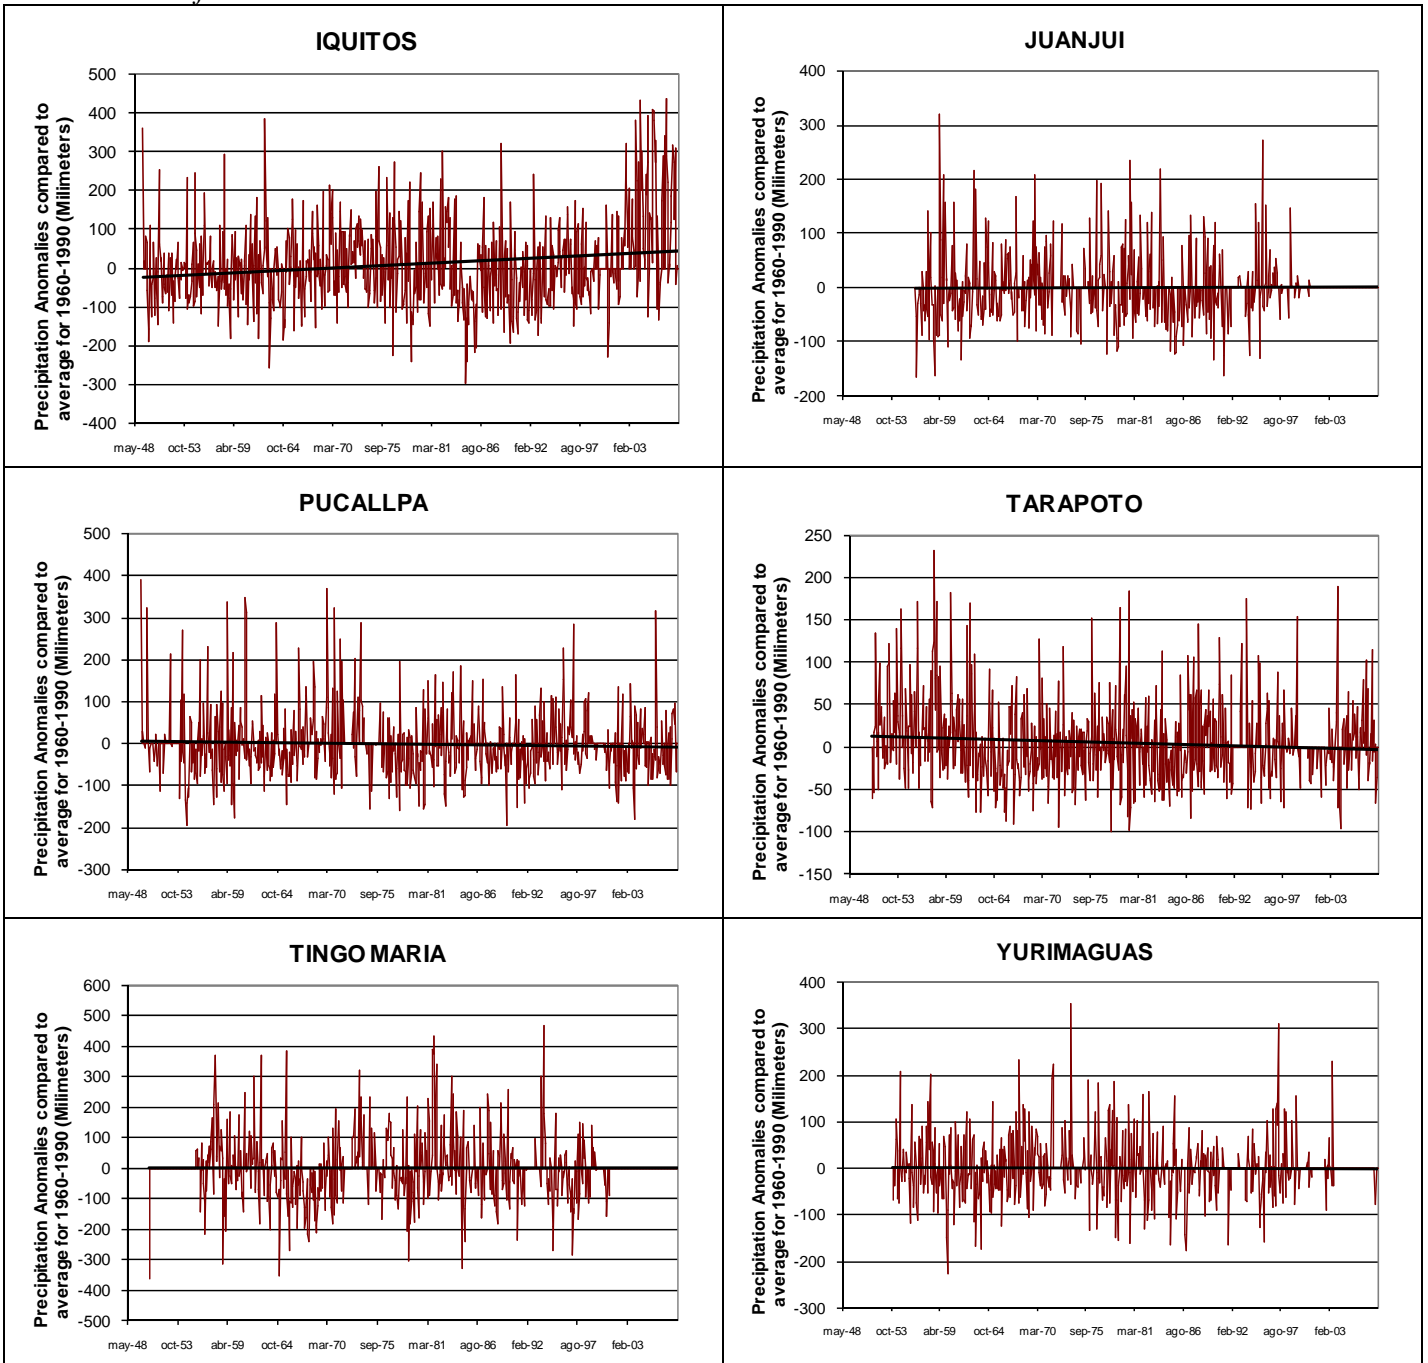 IQUITOS
Precipitation Anomalies compared to
average for 1960-1990 (Milimeters)
500
400
300
200
100
0
-100
-200
-300
-400
may-48 oct-53 abr-59 oct-64 mar-70 sep-75 mar-81 ago-86 feb-92 ago-97 feb-03
JUANJUI
Precipitation Anomalies compared to
average for 1960-1990 (Milimeters)
400
300
200
100
0
-100
-200
may-48 oct-53 abr-59 oct-64 mar-70 sep-75 mar-81 ago-86 feb-92 ago-97 feb-03
PUCALLPA
Precipitation Anomalies compared to
average for 1960-1990 (Milimeters)
500
400
300
200
100
0
-100
-200
-300
may-48 oct-53 abr-59 oct-64 mar-70 sep-75 mar-81 ago-86 feb-92 ago-97 feb-03
TARAPOTO
Precipitation Anomalies compared to
average for 1960-1990 (Milimeters)
250
200
150
100
50
0
-50
-100
-150
may-48 oct-53 abr-59 oct-64 mar-70 sep-75 mar-81 ago-86 feb-92 ago-97 feb-03
TINGO MARIA
Precipitation Anomalies compared to
average for 1960-1990 (Milimeters)
600
500
400
300
200
100
0
-100
-200
-300
-400
-500
may-48 oct-53 abr-59 oct-64 mar-70 sep-75 mar-81 ago-86 feb-92 ago-97 feb-03
YURIMAGUAS
Precipitation Anomalies compared to
average for 1960-1990 (Milimeters)
400
300
200
100
0
-100
-200
-300
may-48 oct-53 abr-59 oct-64 mar-70 sep-75 mar-81 ago-86 feb-92 ago-97 feb-03